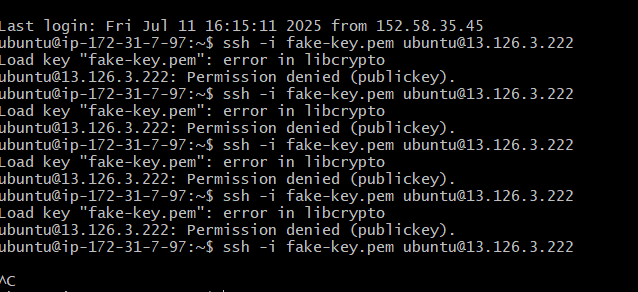 Last login: Fri Jul 11 16:15:11 2025 from 152.58.35.45
ubuntu@ip-172-31-7-97:~$ ssh -i fake-key.pem ubuntu@13.126.3.222
Load key "fake-key.pem": error in libcrypto
ubuntu@13.126.3.222: Permission denied (publickey).
ubuntu@ip-172-31-7-97:~$ ssh -i fake-key.pem ubuntu@13.126.3.222
Load key "fake-key.pem": error in libcrypto
ubuntu@13.126.3.222: Permission denied (publickey).
ubuntu@ip-172-31-7-97:~$ ssh -i fake-key.pem ubuntu@13.126.3.222
Load key "fake-key.pem": error in libcrypto
ubuntu@13.126.3.222: Permission denied (publickey).
ubuntu@ip-172-31-7-97:~$ ssh -i fake-key.pem ubuntu@13.126.3.222
Load key "fake-key.pem": error in libcrypto
ubuntu@13.126.3.222: Permission denied (publickey).
ubuntu@ip-172-31-7-97:~$ ssh -i fake-key.pem ubuntu@13.126.3.222
^C